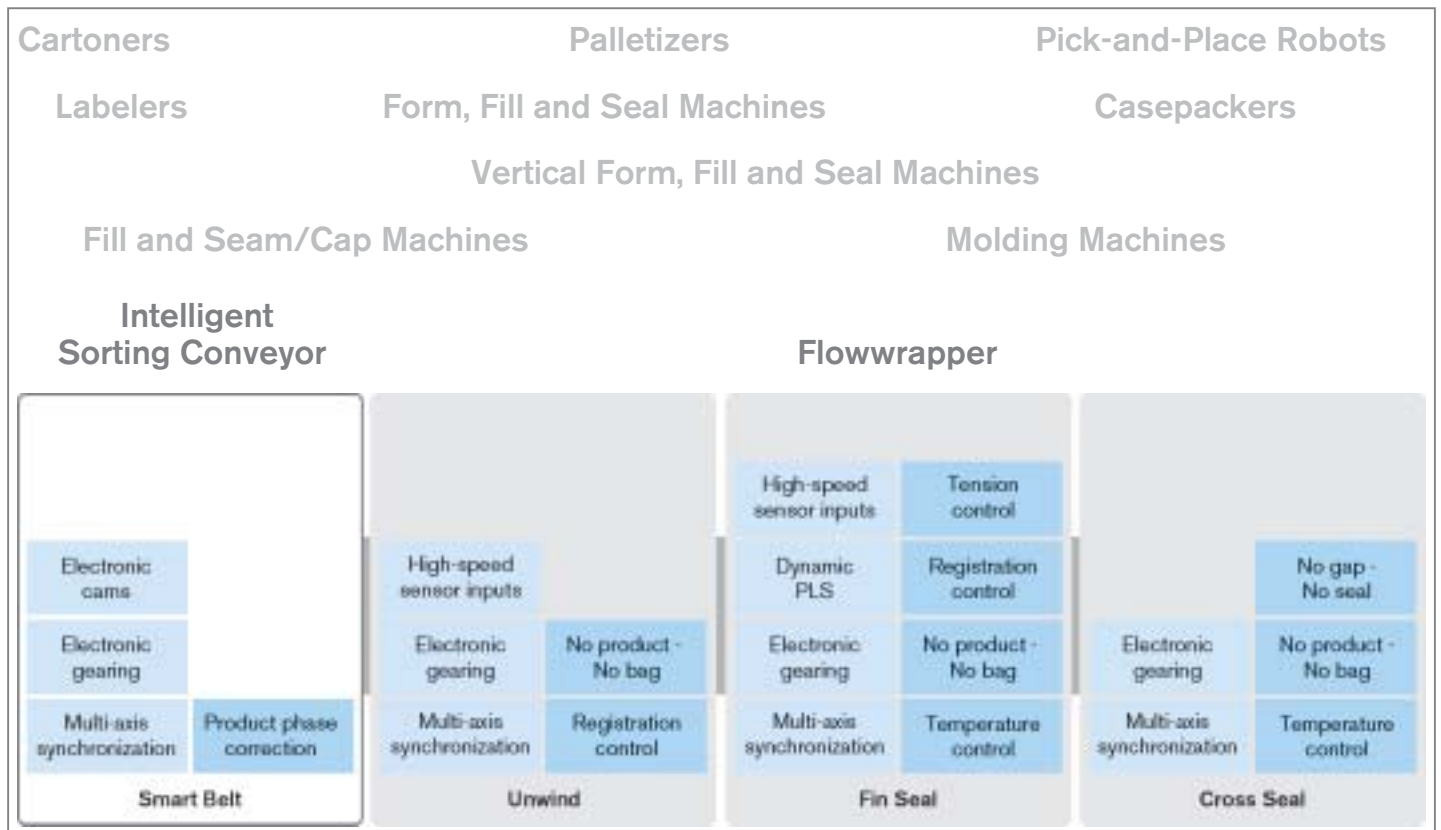 Cartoners Palletizers Pick-and-Place Robots
Labelers Form, Fill and Seal Machines Casepackers
Vertical Form, Fill and Seal Machines
Fill and Seam/Cap Machines Molding Machines
Intelligent
Sorting Conveyor
Flowwrapper
Electronic
cams
Electronic
gearing
Multi-axis
synchronization
Product phase
correction
Smart Belt
High-speed
sensor inputs
Electronic
gearing
No product -
No bag
Multi-axis
synchronization
Registration
control
Unwind
High-speed
sensor inputs
Tension
control
Dynamic
PLS
Registration
control
Electronic
gearing
No product -
No bag
Multi-axis
synchronization
Temperature
control
Fin Seal
No gap -
No seal
Electronic
gearing
No product -
No bag
Multi-axis
synchronization
Temperature
control
Cross Seal